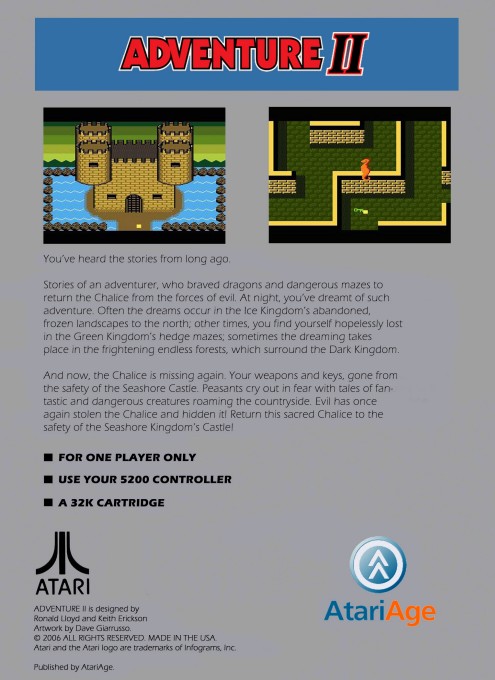 ADVENTURE II
You've heard the stories from long ago.
Stories of an adventurer, who braved dragons and dangerous mazes to
return the Chalice from the forces of evil. At night, you've dreamt of such
adventure. Often the dreams occur in the Ice Kingdom's abandoned,
frozen landscapes to the north; other times, you find yourself hopelessly lost
in the Green Kingdom's hedge mazes; sometimes the dreaming takes
place in the frightening endless forests, which surround the Dark Kingdom.
And now, the Chalice is missing again. Your weapons and keys, gone from
the safety of the Seashore Castle. Peasants cry out in fear with tales of fan-
tastic and dangerous creatures roaming the countryside. Evil has once
again stolen the Chalice and hidden it! Return this sacred Chalice to the
safety of the Seashore Kingdom's Castle!
■ FOR ONE PLAYER ONLY
■ USE YOUR 5200 CONTROLLER
■ A 32K CARTRIDGE
ATARI
AtariAge
ADVENTURE II is designed by
Ronald Lloyd and Keith Erickson
Artwork by Dave Giarrusso.
© 2006 ALL RIGHTS RESERVED. MADE IN THE USA.
Atari and the Atari logo are trademarks of Infograms, Inc.
Published by AtariAge.